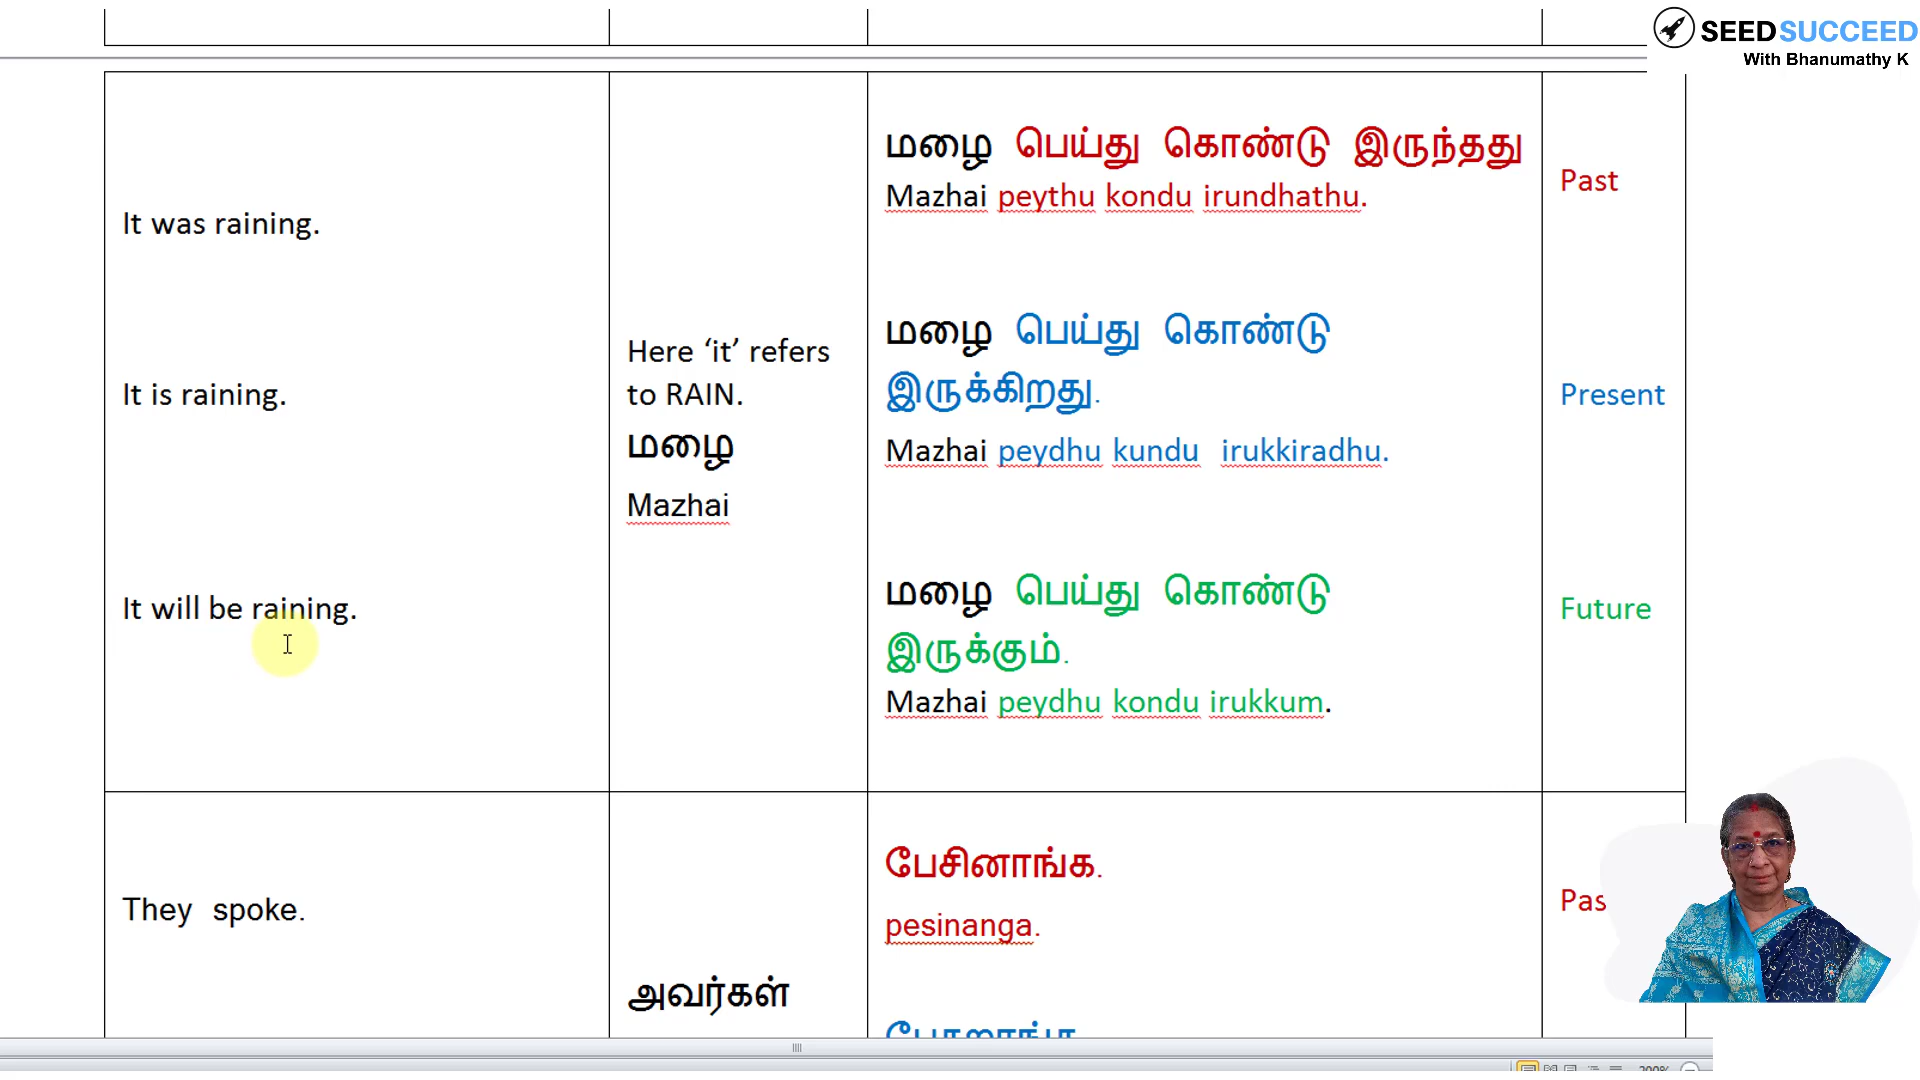 SEEDSUCCEED
With Bhanumathy K
It was raining.
It is raining.
It will be raining.
Here ‘it’ refers
to RAIN.
மழை
Mazhai
மழை பெய்து கொண்டு இருந்தது
Mazhai peythu kondu irundhathu.
மழை பெய்து கொண்டு
இருக்கிறது.
Mazhai peydhu kundu irukkiradhu.
மழை பெய்து கொண்டு
இருக்கும்.
Mazhai peydhu kondu irukkum.
Past
Present
Future
They spoke.
அவர்கள்
பேசினாங்க.
pesinanga.
Pas